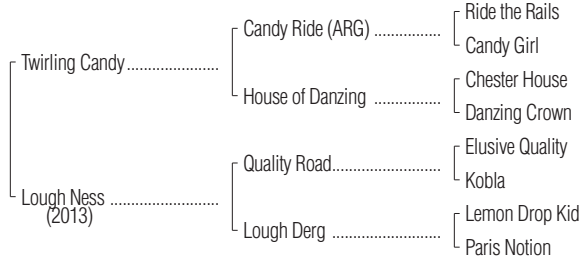 Ride the Rails
Candy Ride (ARG) ................
Candy Girl
Twirling Candy......................
Chester House
House of Danzing ................
Danzing Crown
Elusive Quality
Quality Road..........................
Kobla
Lough Ness ..........................
(2013)
Lemon Drop Kid
Lough Derg ..........................
Paris Notion